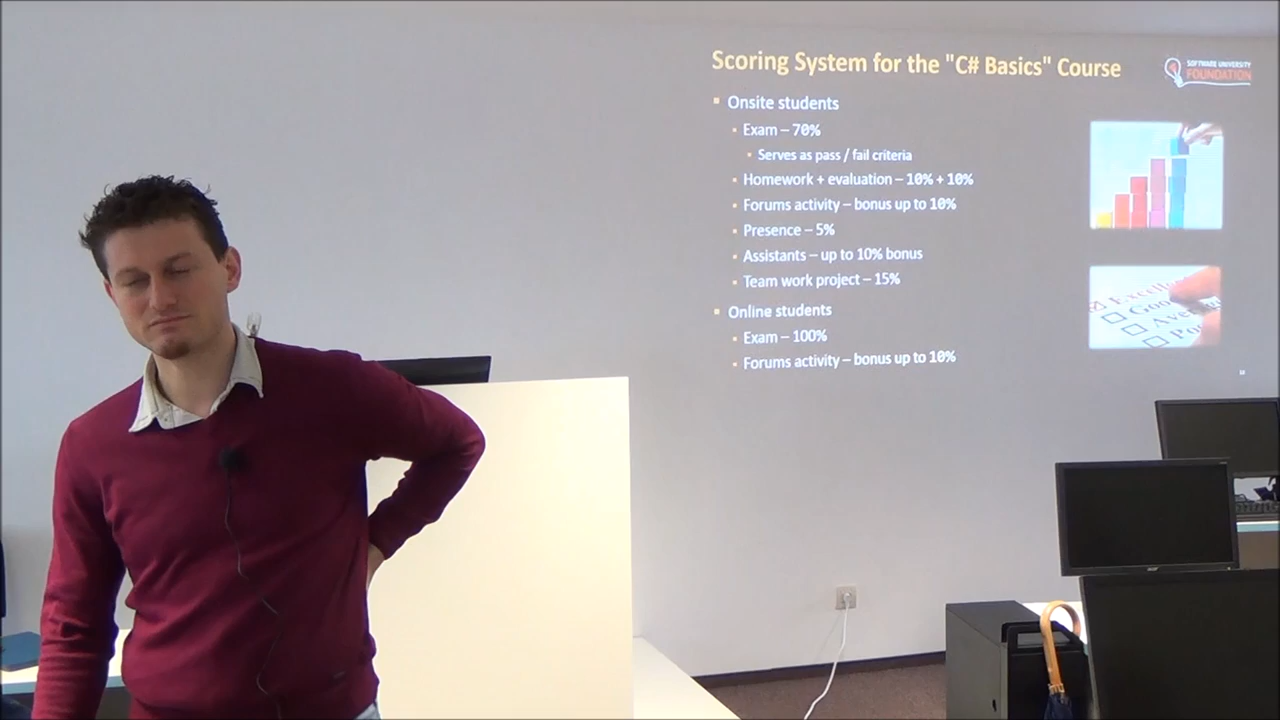 Scoring System for the "C# Basics" Course
SOFTWARE UNIVERSITY
FOUNDATION
Onsite students
Exam – 70%
Serves as pass / fail criteria
Homework + evaluation – 10% + 10%
Forums activity – bonus up to 10%
Presence – 5%
Assistants – up to 10% bonus
Team work project – 15%
Online students
Exam – 100%
Forums activity – bonus up to 10%